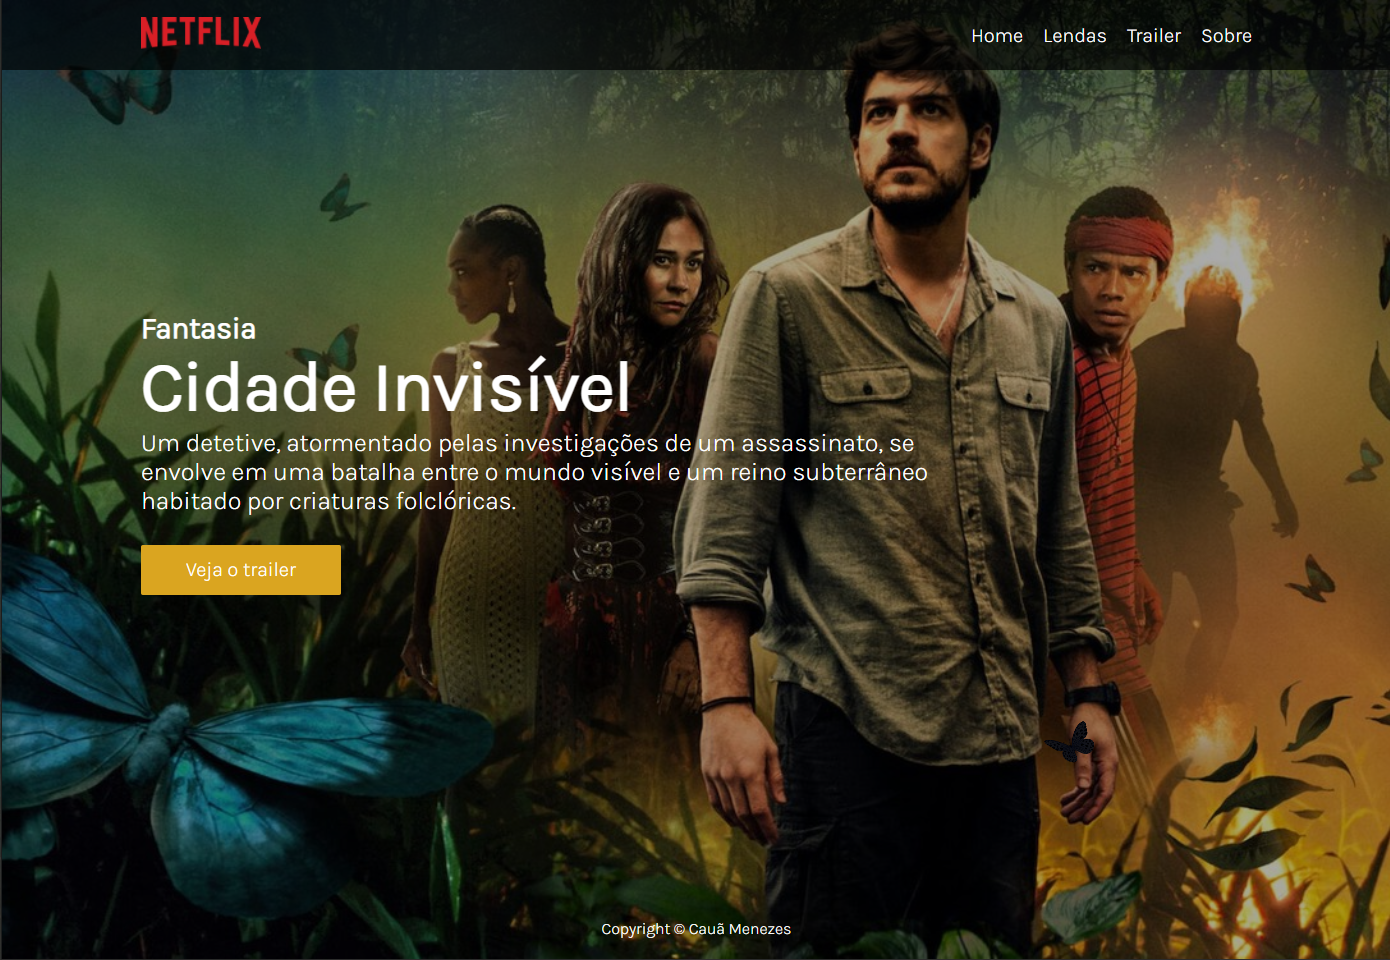 NETFLIX
Home Lendas Trailer Sobre
Fantasia
Cidade Invisível
Um detetive, atormentado pelas investigações de um assassinato, se
envolve em uma batalha entre o mundo visível e um reino subterrâneo
habitado por criaturas folclóricas.
Veja o trailer
Copyright © Cauã Menezes